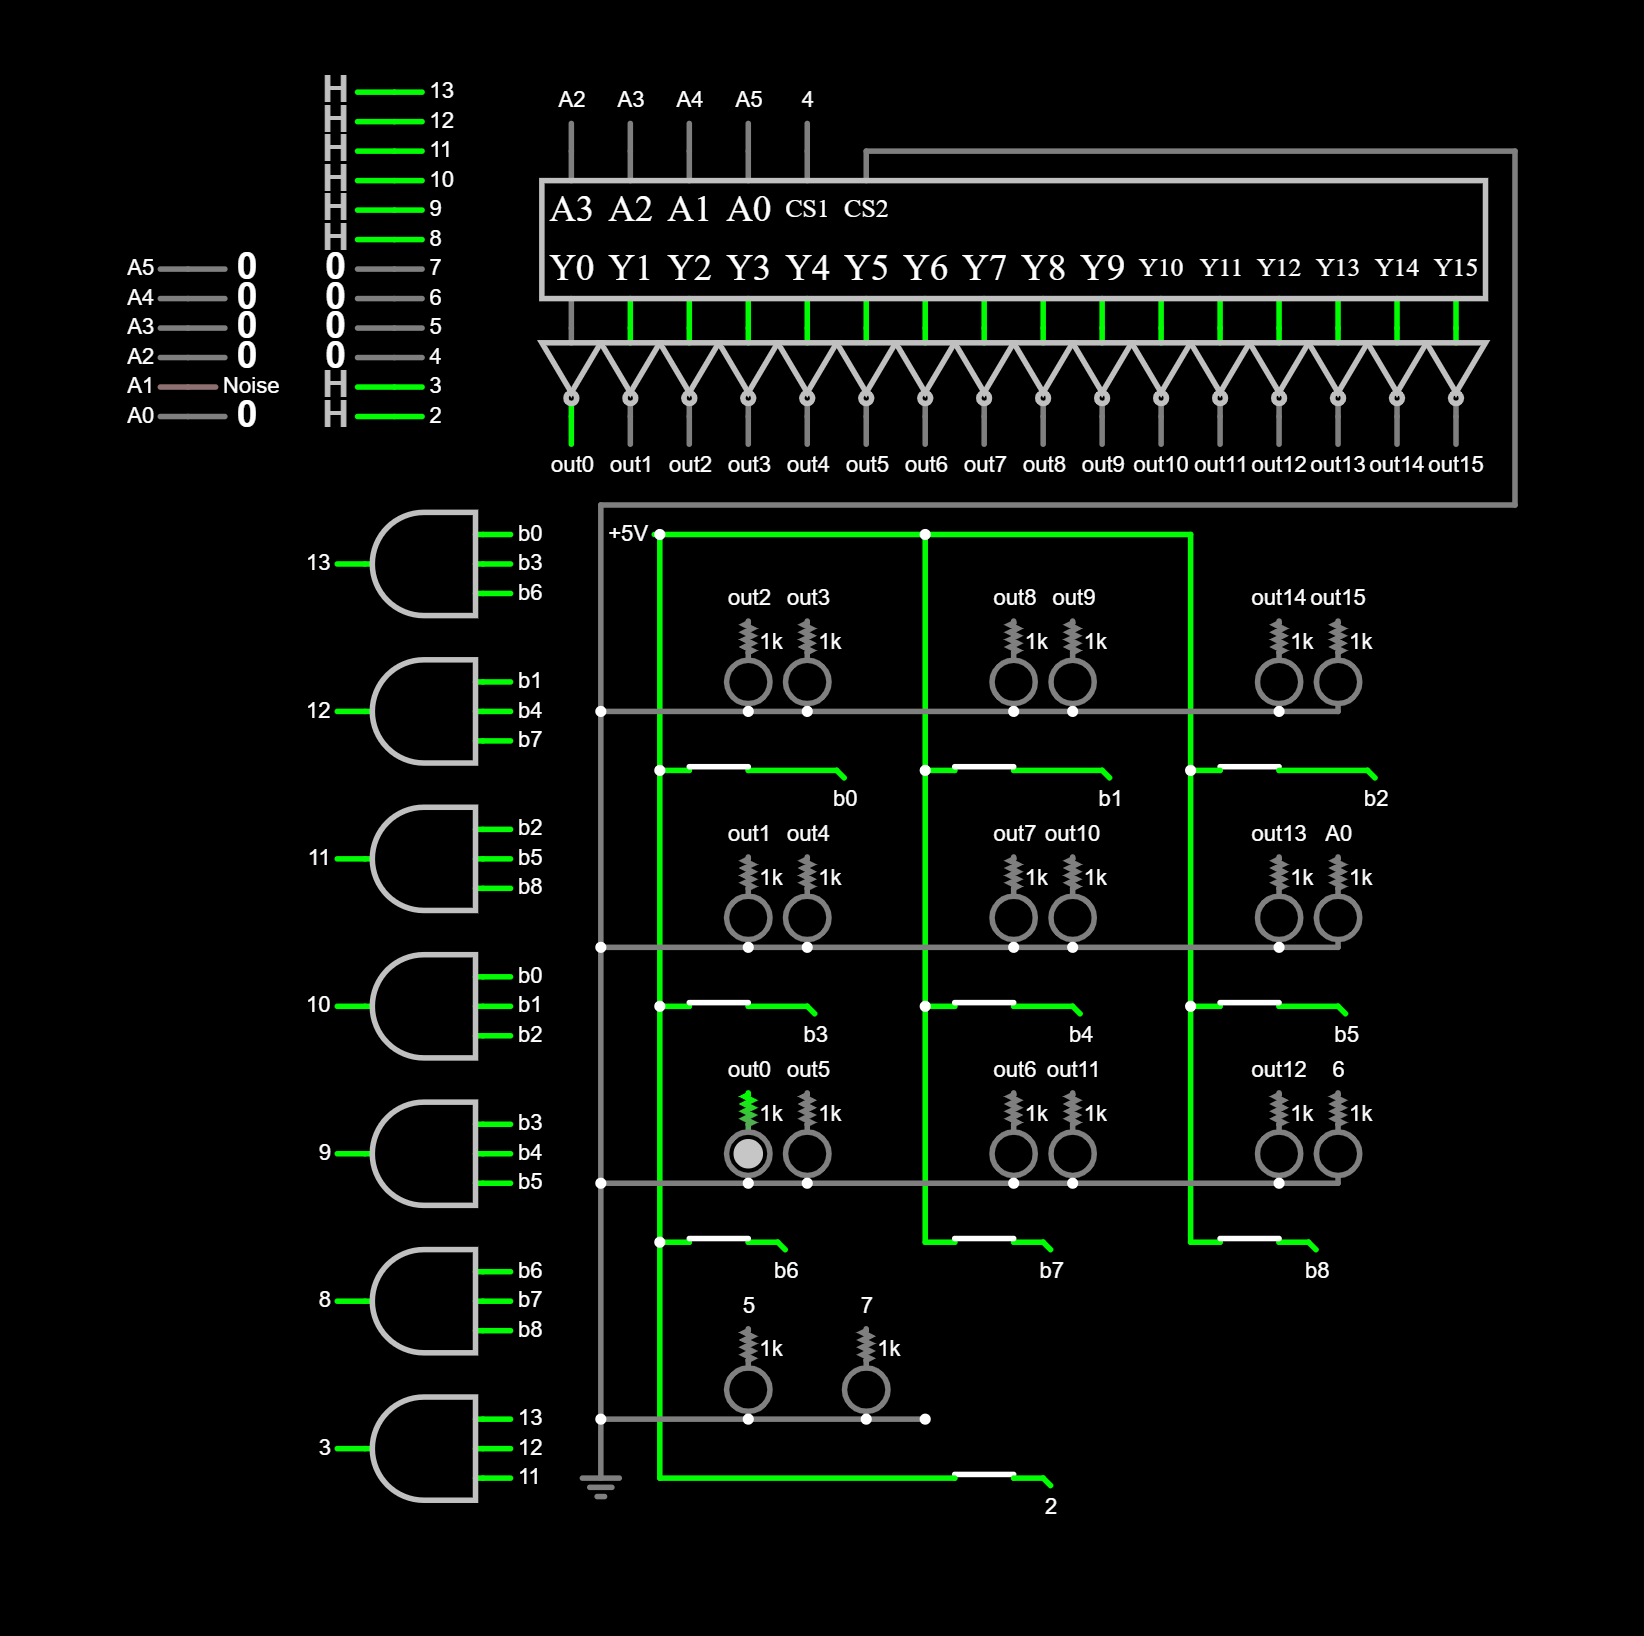 H 13
H 12
H 11
H 10
H 9
H 8
A5 0 0 7
A4 0 0 6
A3 0 0 5
A2 0 0 4
A1 Noise H 3
A0 0 H 2
A2 A3 A4 A5 4
A3 A2 A1 A0 CS1 CS2
Y0 Y1 Y2 Y3 Y4 Y5 Y6 Y7 Y8 Y9 Y10 Y11 Y12 Y13 Y14 Y15
out0 out1 out2 out3 out4 out5 out6 out7 out8 out9 out10 out11 out12 out13 out14 out15
b0
13 b3
b6
b1
12 b4
b7
b2
11 b5
b8
b0
10 b1
b2
b3
9 b4
b5
b6
8 b7
b8
13
3 12
11
+5V
out2 out3 out8 out9 out14 out15
1k 1k 1k 1k 1k 1k
b0 b1 b2
out1 out4 out7 out10 out13 A0
1k 1k 1k 1k 1k 1k
b3 b4 b5
out0 out5 out6 out11 out12 6
1k 1k 1k 1k 1k 1k
b6 b7 b8
5 7
1k 1k
2